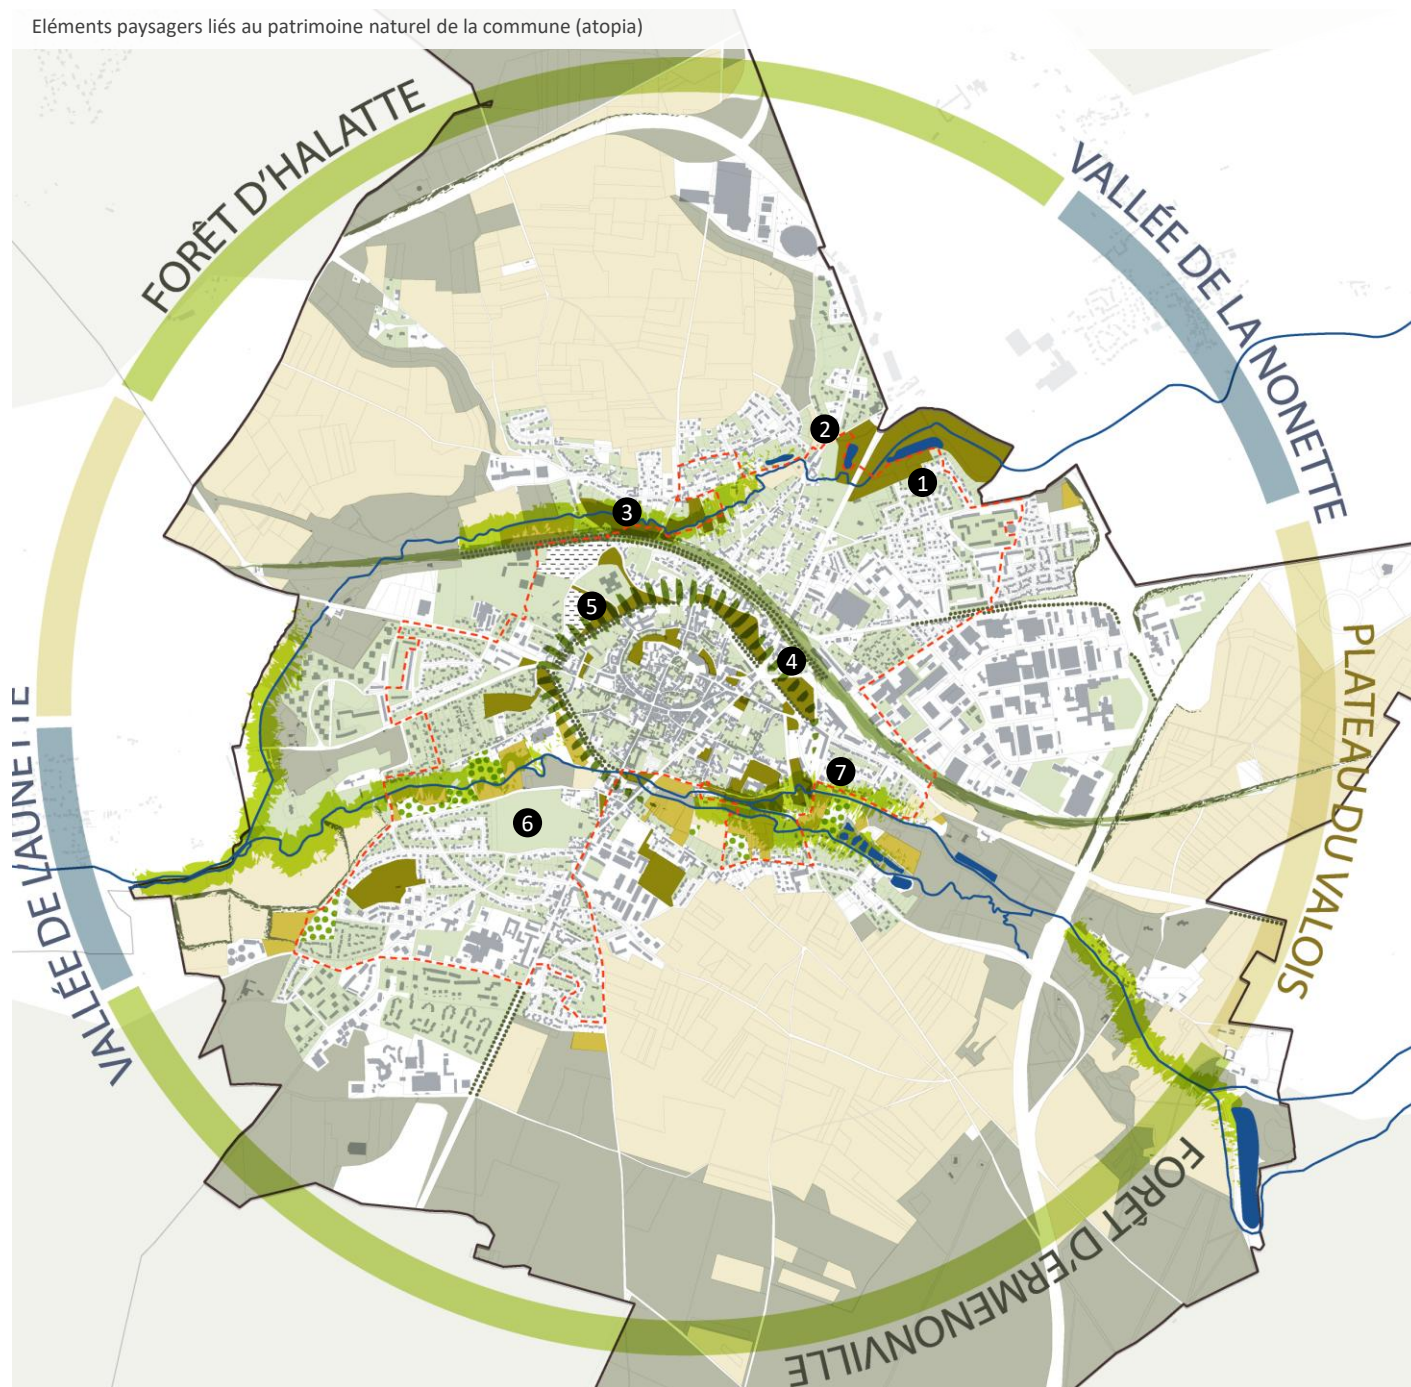 Eléments paysagers liés au patrimoine naturel de la commune (atopia)
FORÊT D'HALATTE
VALLÉE DE LA NONETTE
2
1
3
5
4
PLATEAU DU VALOIS
7
6
VALLÉE DE L'AUNETTE
FORÊT D'ERMENONVILLE